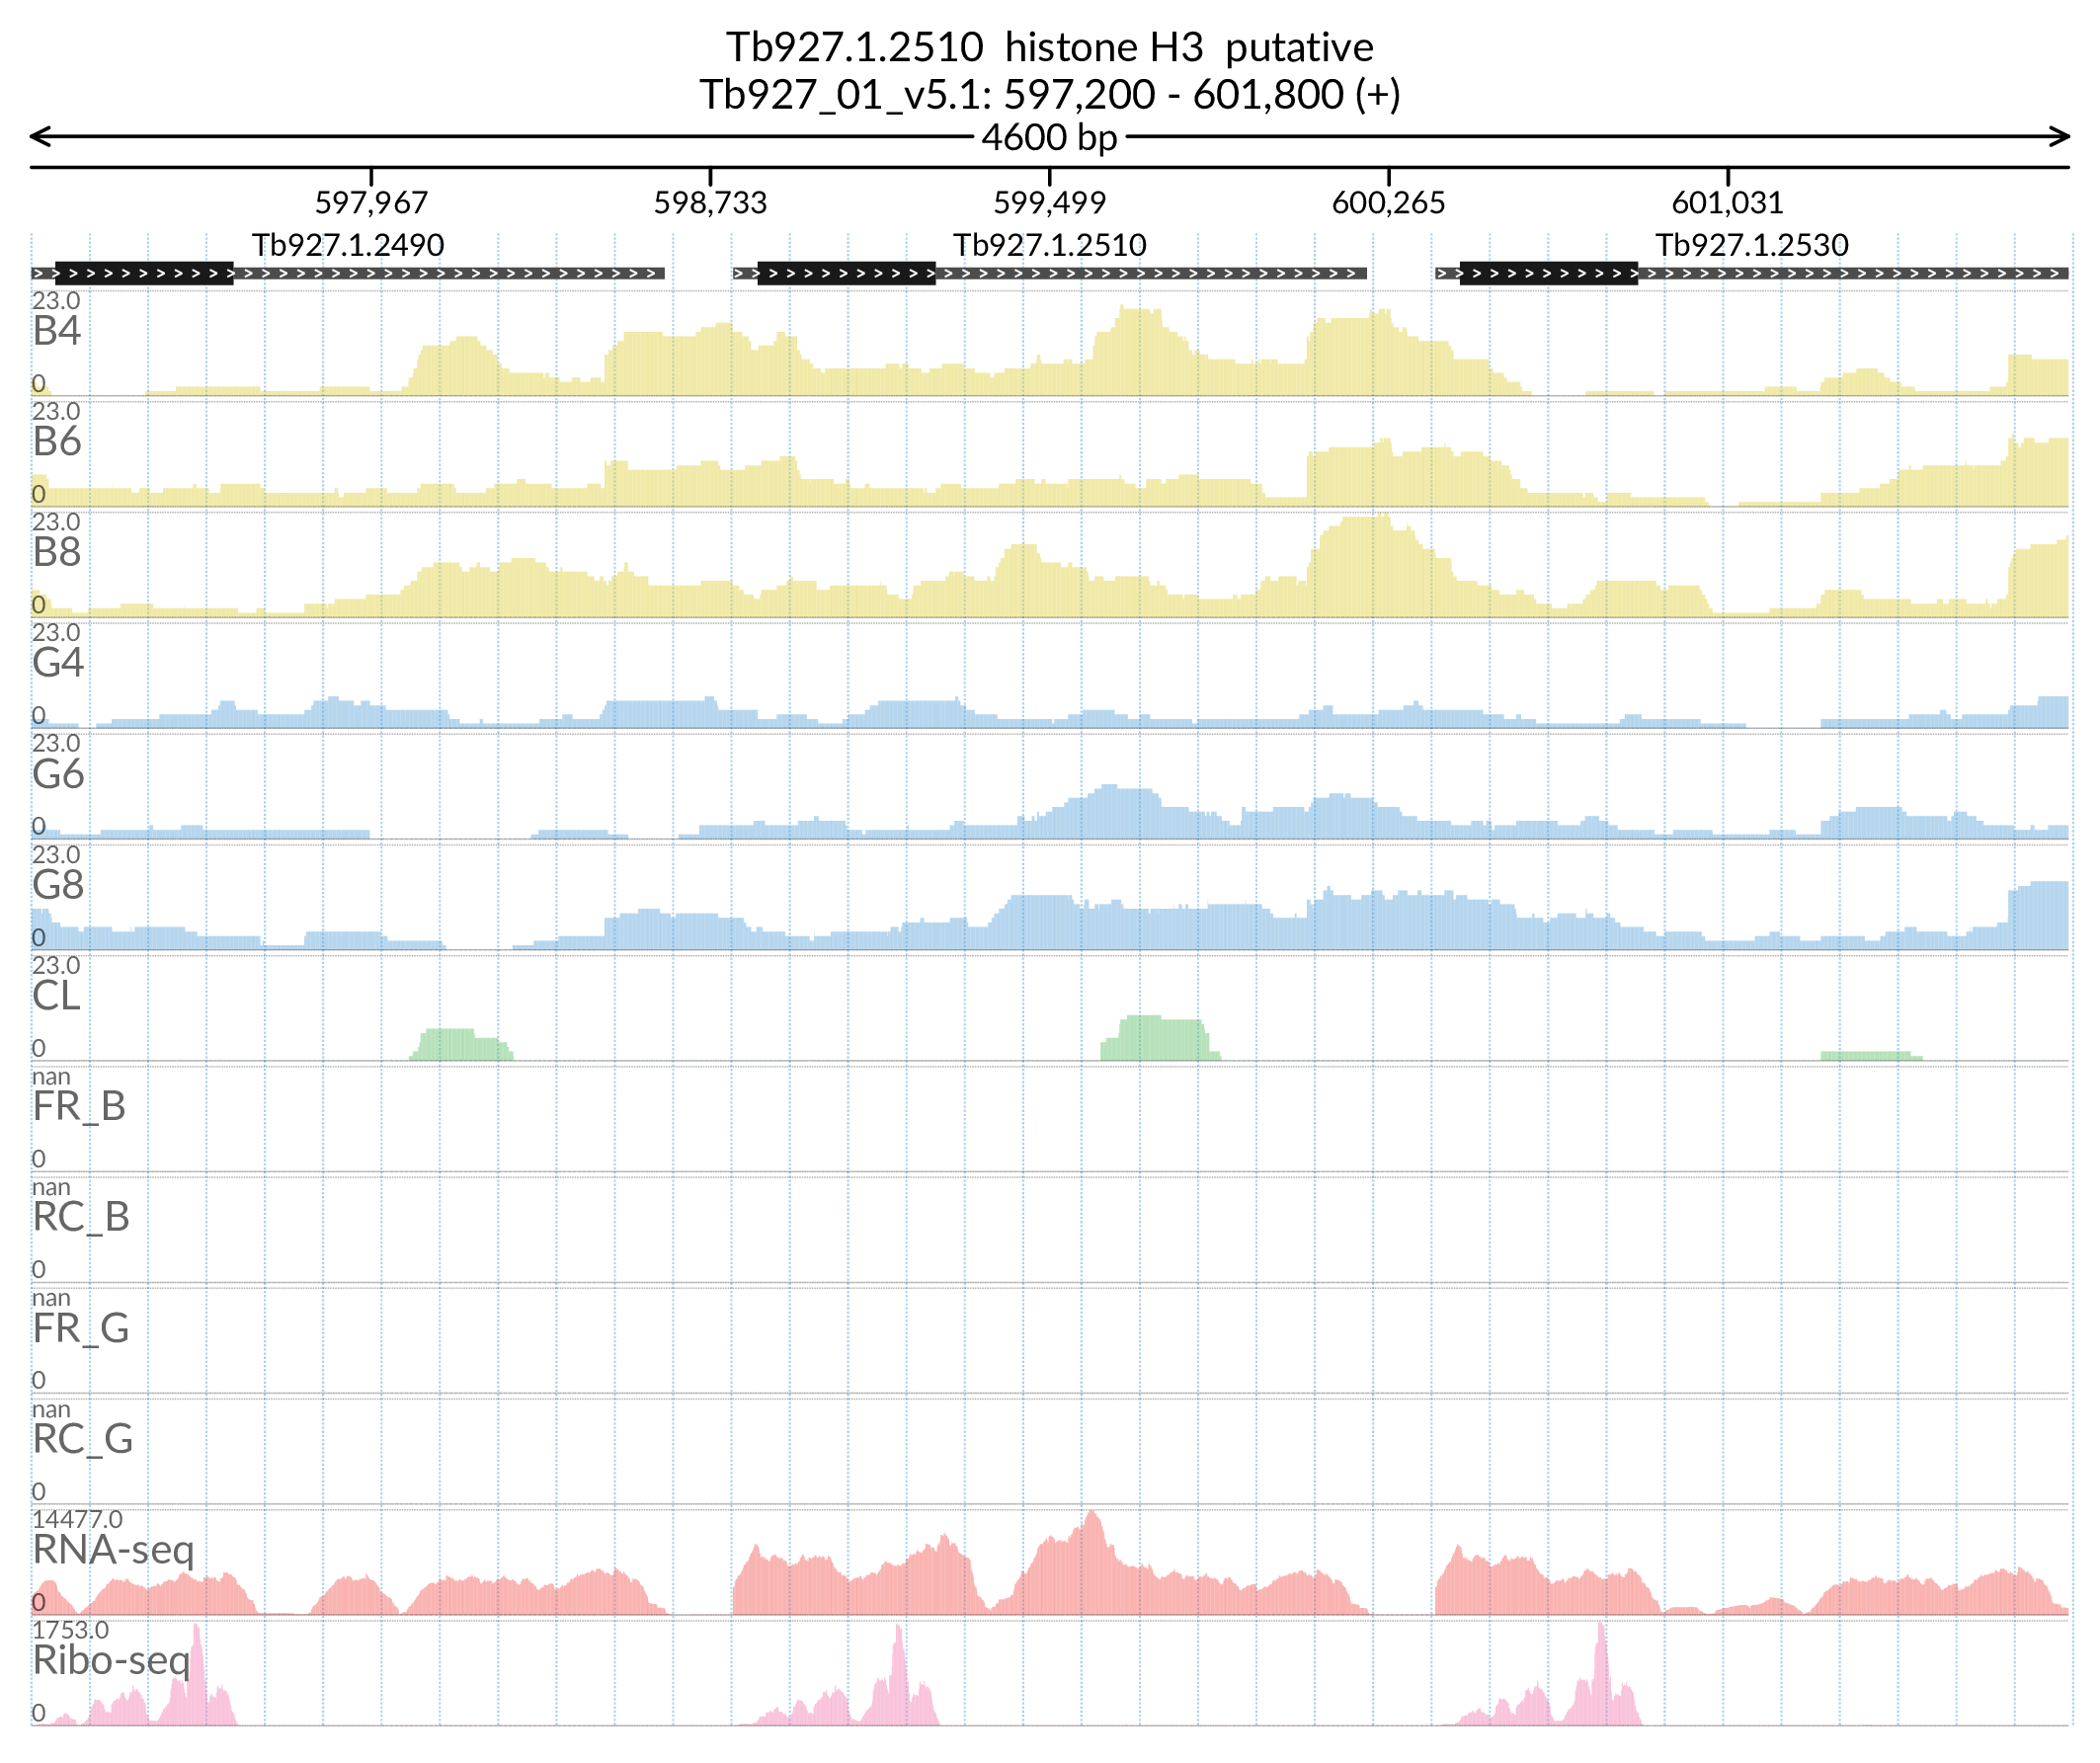 Tb927.1.2510  histone H3  putative
Tb927_01_v5.1: 597,200 - 601,800 (+)
4600 bp
597,967 598,733 599,499 600,265 601,031
Tb927.1.2490 Tb927.1.2510 Tb927.1.2530
23.0
B4
0
23.0
B6
0
23.0
B8
0
23.0
G4
0
23.0
G6
0
23.0
G8
0
23.0
CL
0
nan
FR_B
0
nan
RC_B
0
nan
FR_G
0
nan
RC_G
0
14477.0
RNA-seq
0
1753.0
Ribo-seq
0